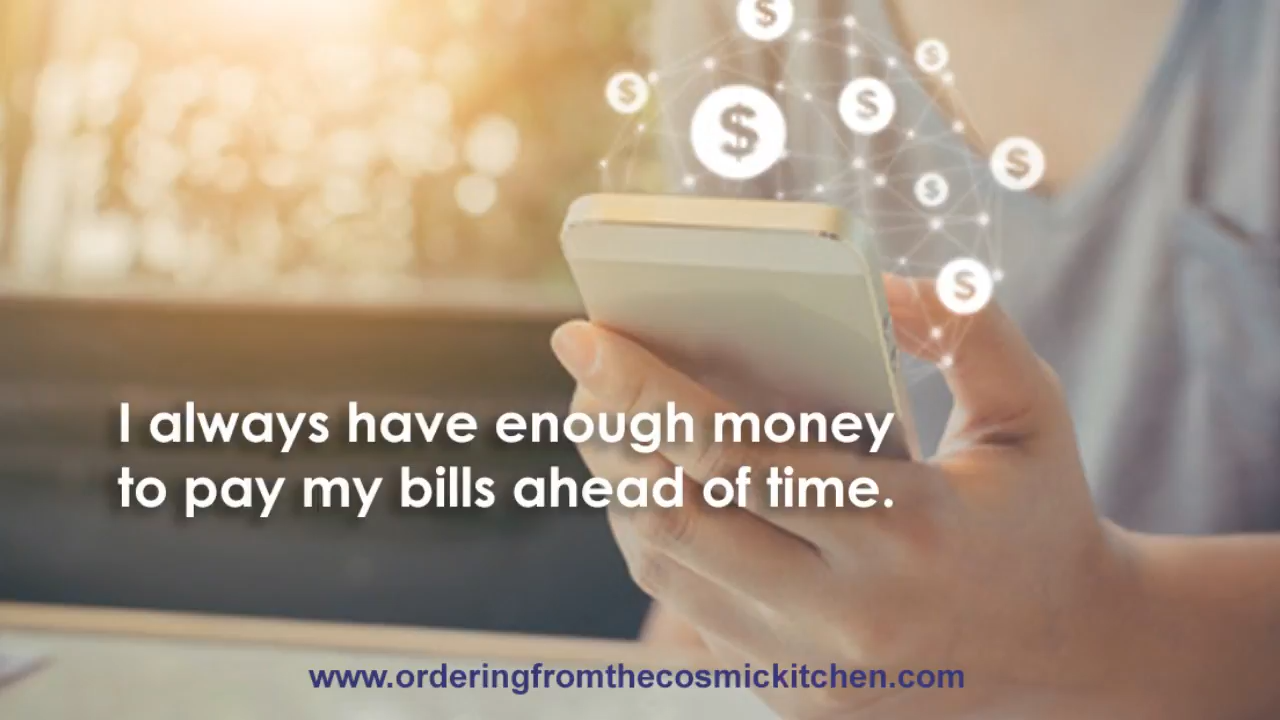 I always have enough money
to pay my bills ahead of time.
www.orderingfromthecosmickitchen.com